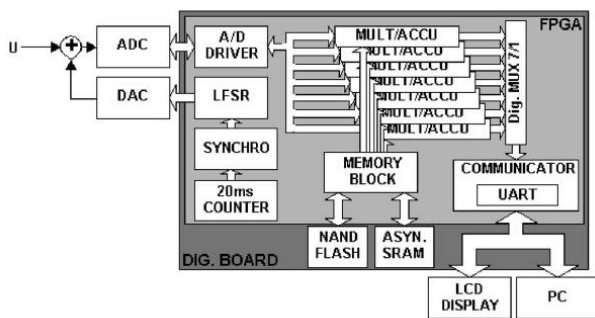 FPGA
U
ADC
A/D
DRIVER
MULT/ACCU
MULT/ACCU
MULT/ACCU
MULT/ACCU
MULT/ACCU
MULT/ACCU
MULT/ACCU
Dig. MUX 7/1
DAC
LFSR
SYNCHRO
20ms
COUNTER
MEMORY
BLOCK
COMMUNICATOR
UART
NAND
FLASH
ASYN.
SRAM
DIG. BOARD
LCD
DISPLAY
PC